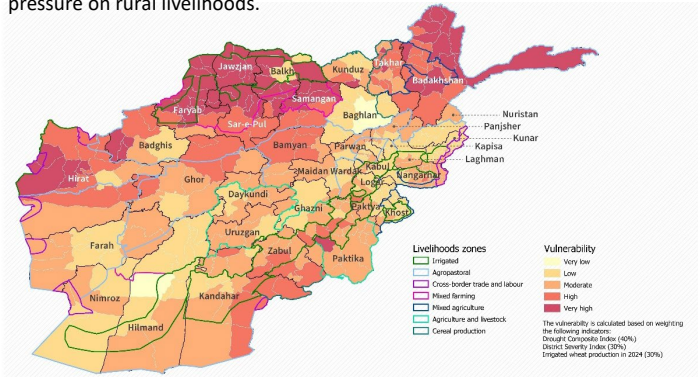 pressure on rural livelihoods.
Jawzjan
Balkh
Kunduz
Takhar
Badakhshan
Faryab
Samangan
Baghlan
Sar-e-Pul
Nuristan
Panjsher
Kunar
Kapisa
Laghman
Badghis
Bamyan
Parwan
Hirat
Ghor
Maidan Wardak
Kabul
Logar
Nangarhar
Daykundi
Ghazni
Paktya
Khost
Uruzgan
Farah
Zabul
Paktika
Nimroz
Kandahar
Hilmand
Livelihoods zones
Irrigated
Agropastoral
Cross-border trade and labour
Mixed farming
Mixed agriculture
Agriculture and livestock
Cereal production
Vulnerability
Very low
Low
Moderate
High
Very high
The vulnerabilty is calculated based on weighting
the following indicators:
Drought Composite Index (40%)
District Severity Index (30%)
Irrigated wheat production in 2024 (30%)